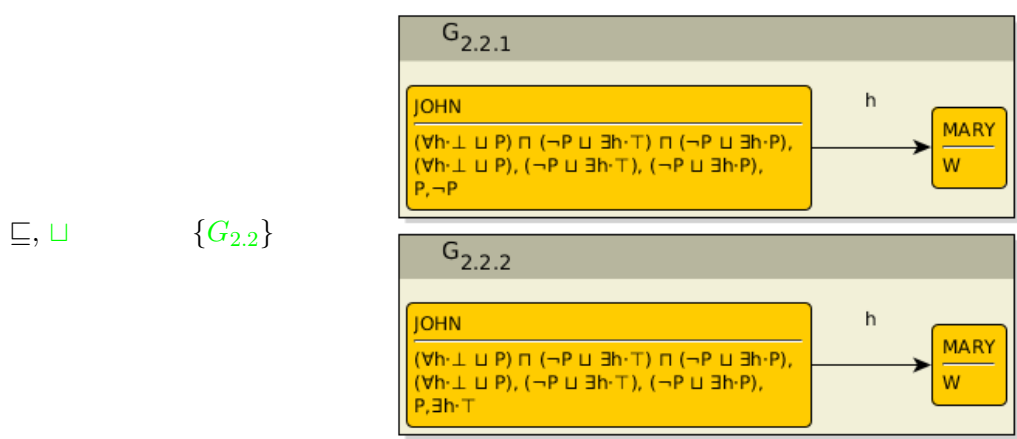 G2.2.1
JOHN
(∀h·⊥ ⊔ P) ⊓ (¬P ⊔ ∃h·⊤) ⊓ (¬P ⊔ ∃h·P),
(∀h·⊥ ⊔ P), (¬P ⊔ ∃h·⊤), (¬P ⊔ ∃h·P),
P,¬P
h
MARY
W
⊑, ⊔ {G2.2}
G2.2.2
JOHN
(∀h·⊥ ⊔ P) ⊓ (¬P ⊔ ∃h·⊤) ⊓ (¬P ⊔ ∃h·P),
(∀h·⊥ ⊔ P), (¬P ⊔ ∃h·⊤), (¬P ⊔ ∃h·P),
P,∃h·⊤
h
MARY
W